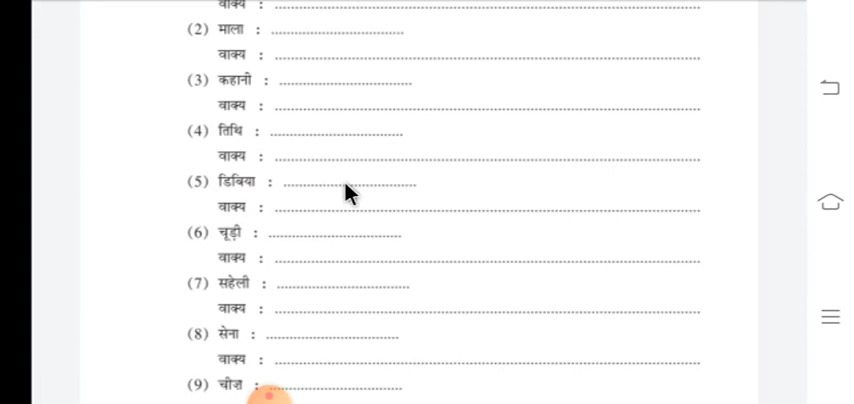 वाक्य : ....................................................................................
(2) माला : ..................................
वाक्य : ....................................................................................
(3) कहानी : ..................................
वाक्य : ....................................................................................
(4) तिथि : ..................................
वाक्य : ....................................................................................
(5) डिबिया : ..................................
वाक्य : ....................................................................................
(6) चूड़ी : ..................................
वाक्य : ....................................................................................
(7) सहेली : ..................................
वाक्य : ....................................................................................
(8) सेना : ..................................
वाक्य : ....................................................................................
(9) चीज़ : ..................................